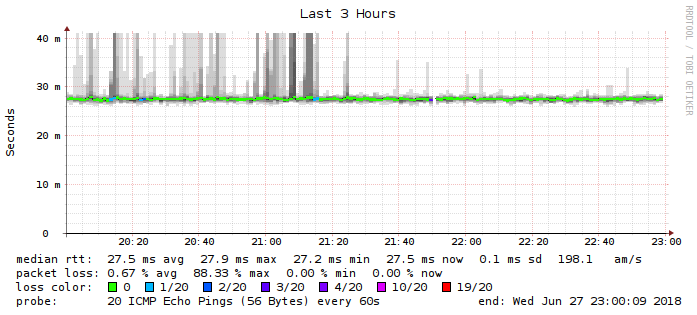 Last 3 Hours
RRDTOOL / TOBI OETIKER
Seconds
40 m
30 m
20 m
10 m
0
20:20 20:40 21:00 21:20 21:40 22:00 22:20 22:40 23:00
median rtt: 27.5 ms avg 27.9 ms max 27.2 ms min 27.5 ms now 0.1 ms sd 198.1 am/s
packet loss: 0.67 % avg 88.33 % max 0.00 % min 0.00 % now
loss color: 0 1/20 2/20 3/20 4/20 10/20 19/20
probe: 20 ICMP Echo Pings (56 Bytes) every 60s end: Wed Jun 27 23:00:09 2018